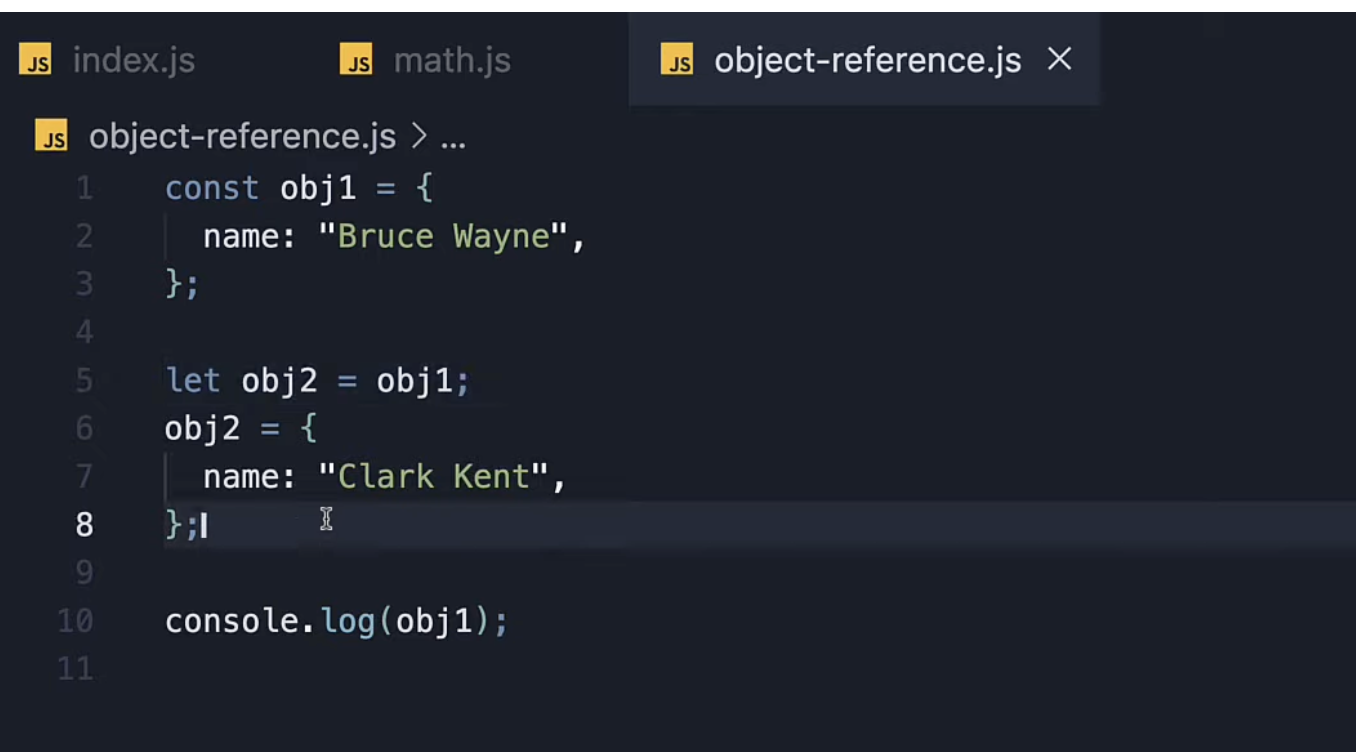 JS index.js JS math.js JS object-reference.js ×
JS object-reference.js > ...
1 const obj1 = {
2 name: "Bruce Wayne",
3 };
4
5 let obj2 = obj1;
6 obj2 = {
7 name: "Clark Kent",
8 };
9
10 console.log(obj1);
11